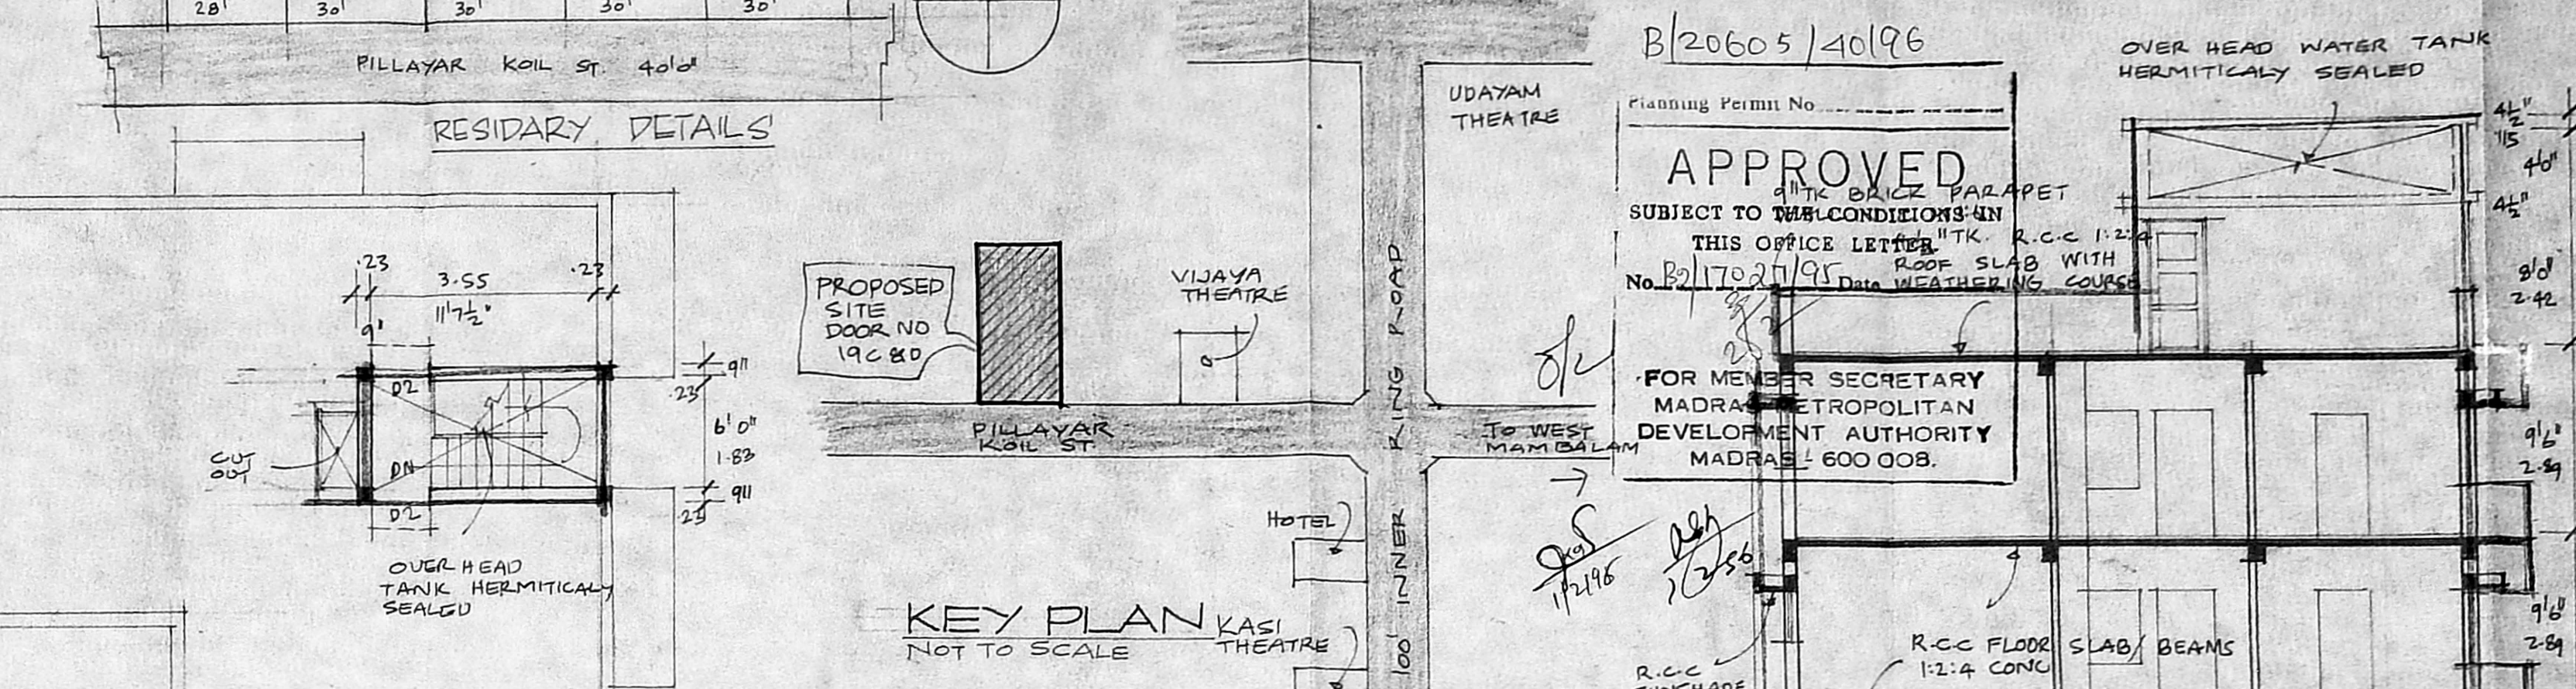 28' 30' 30' 30' 30'
PILLAYAR KOIL ST. 40'0"
RESIDARY DETAILS
.23 3.55 .23
11'7½"
9"
D2
DN
D2
CUT
OUT
9"
.23
6'0"
1.83
9"
.23
OVER HEAD
TANK HERMITICALY
SEALED
PROPOSED
SITE
DOOR NO
19C &D
VIJAYA
THEATRE
PILLAYAR
KOIL ST.
UDAYAM
THEATRE
100' INNER RING ROAD
TO WEST
MAMBALAM
HOTEL
KASI
THEATRE
KEY PLAN
NOT TO SCALE
B/20605/40/96
Planning Permit No
APPROVED
SUBJECT TO THE CONDITIONS IN
THIS OFFICE LETTER
No. B2/17027/95 Date
FOR MEMBER SECRETARY
MADRAS METROPOLITAN
DEVELOPMENT AUTHORITY
MADRAS - 600 008.
1/2/96
9"TK BRICK PARAPET
"TK. R.C.C 1:2:4
ROOF SLAB WITH
WEATHERING COURSE
OVER HEAD WATER TANK
HERMITICALY SEALED
4½"
4'0"
4½"
8'0"
2.42
9'6"
2.89
9'6"
2.89
R.C.C FLOOR SLAB/ BEAMS
1:2:4 CONC
R.C.C